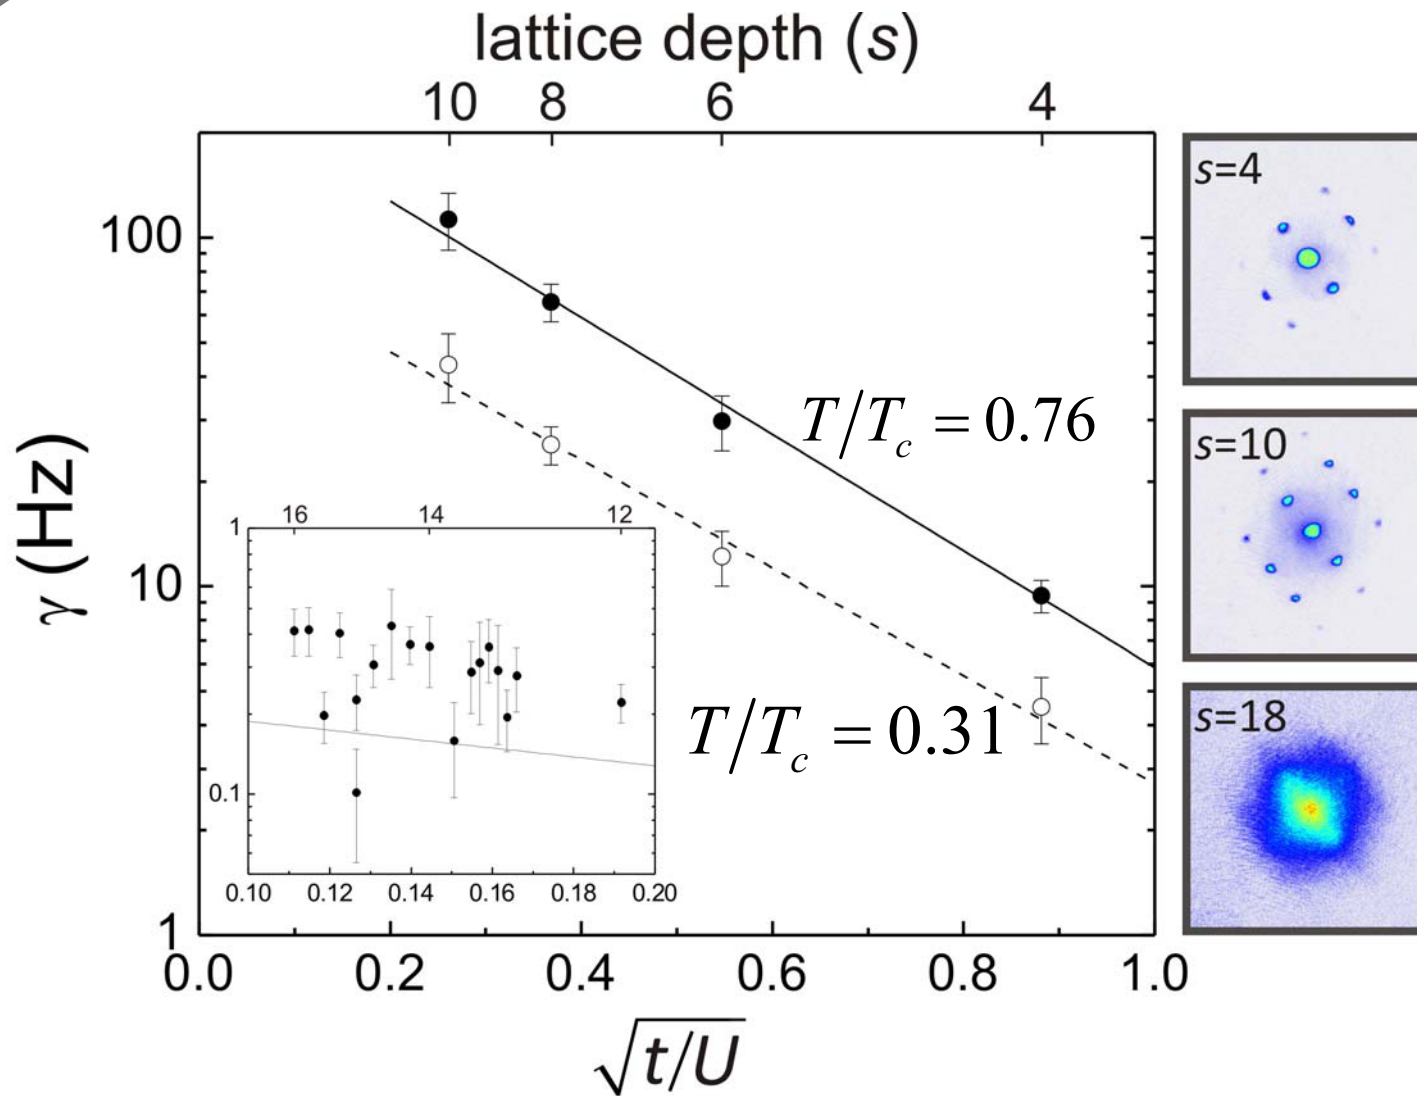 lattice depth (s)
10 8 6 4
100
10
1
γ (Hz)
T/Tc = 0.76
T/Tc = 0.31
16 14 12
1
0.1
0.10 0.12 0.14 0.16 0.18 0.20
0.0 0.2 0.4 0.6 0.8 1.0
√t/U
s=4
s=10
s=18